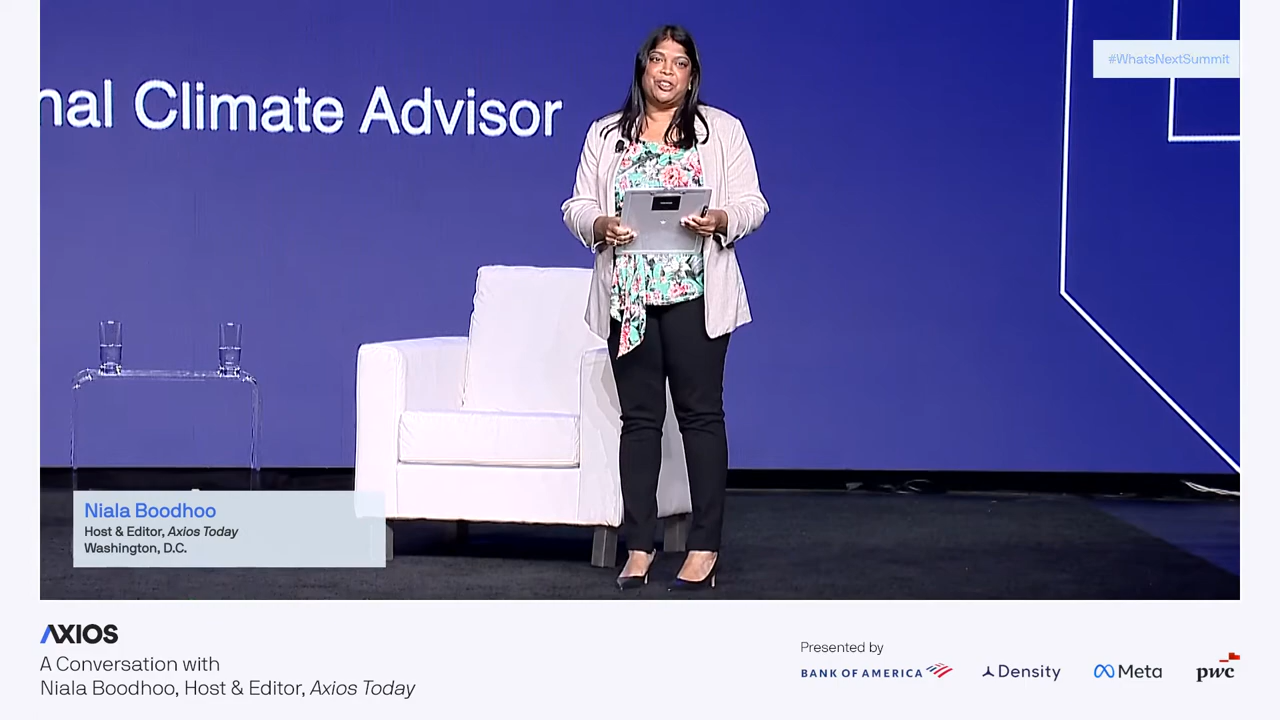 nal Climate Advisor
#WhatsNextSummit
Niala Boodhoo
Host & Editor, Axios Today
Washington, D.C.
AXIOS
A Conversation with
Niala Boodhoo, Host & Editor, Axios Today
Presented by
BANK OF AMERICA
Density
Meta
pwc